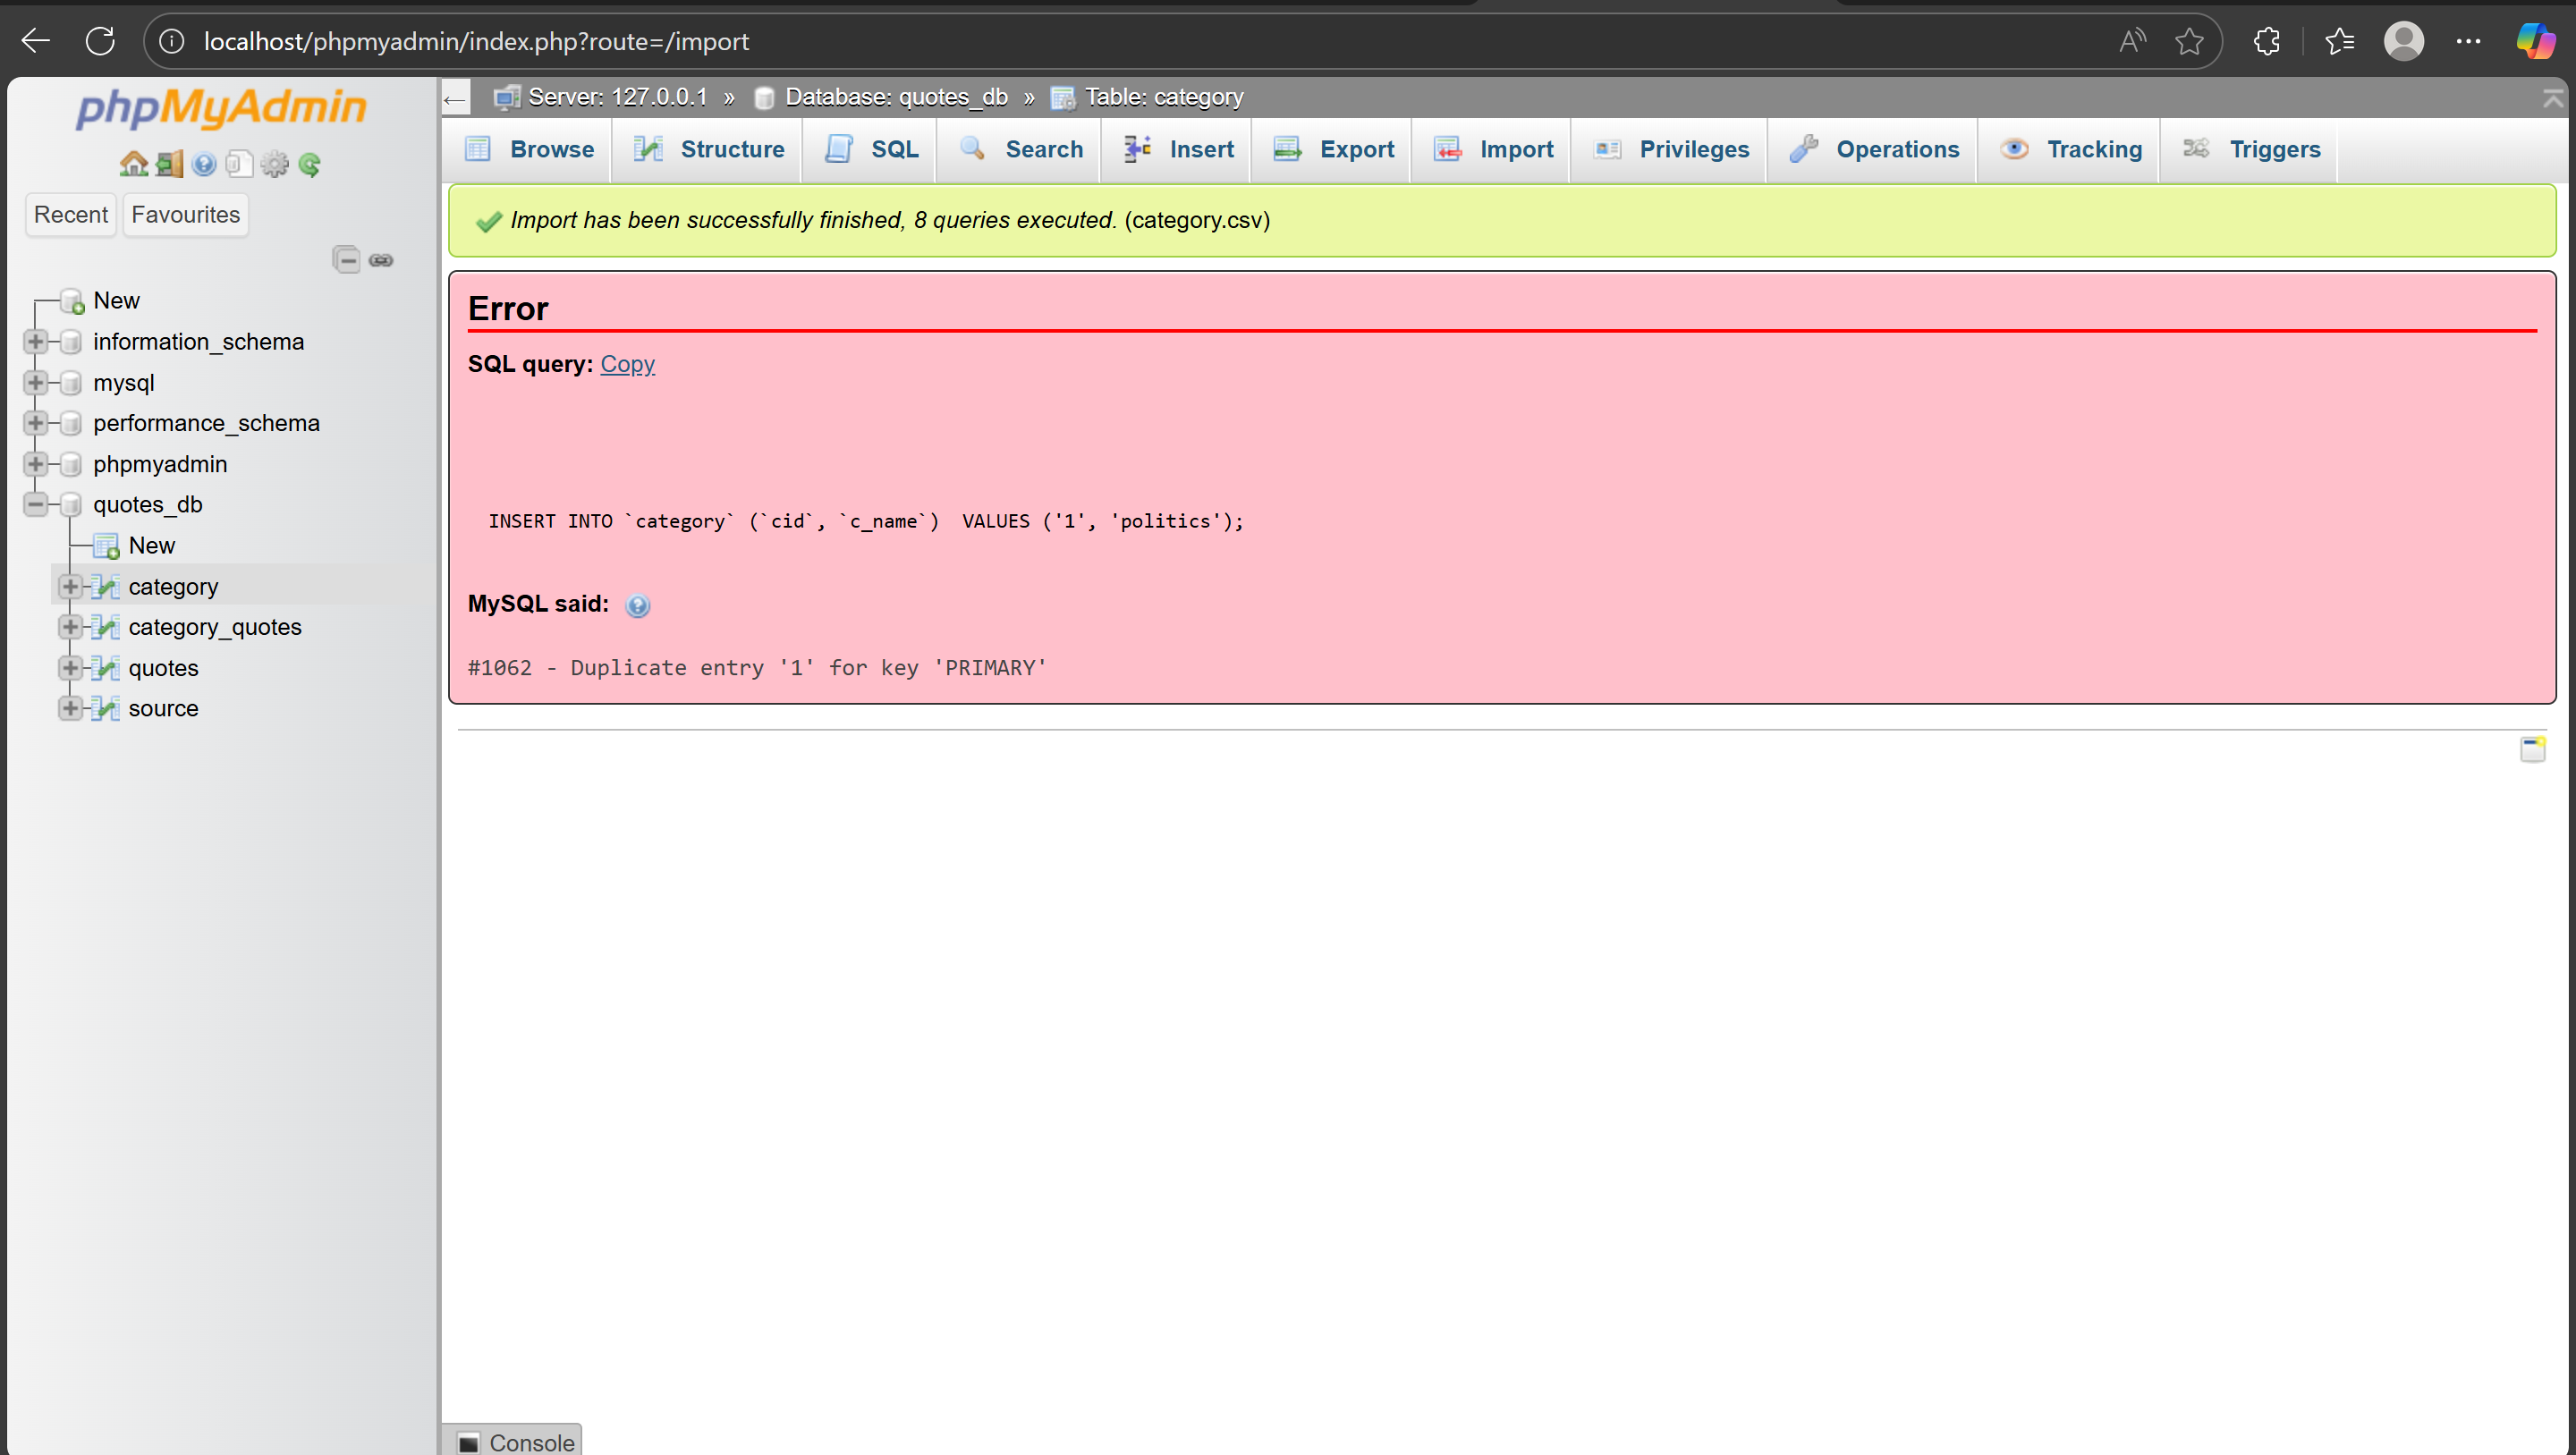 localhost/phpmyadmin/index.php?route=/import
phpMyAdmin
Recent Favourites
New
information_schema
mysql
performance_schema
phpmyadmin
quotes_db
New
category
category_quotes
quotes
source
Server: 127.0.0.1 » Database: quotes_db » Table: category
Browse Structure SQL Search Insert Export Import Privileges Operations Tracking Triggers
Import has been successfully finished, 8 queries executed. (category.csv)
Error
SQL query: Copy
INSERT INTO `category` (`cid`, `c_name`)  VALUES ('1', 'politics');
MySQL said:
#1062 - Duplicate entry '1' for key 'PRIMARY'
Console